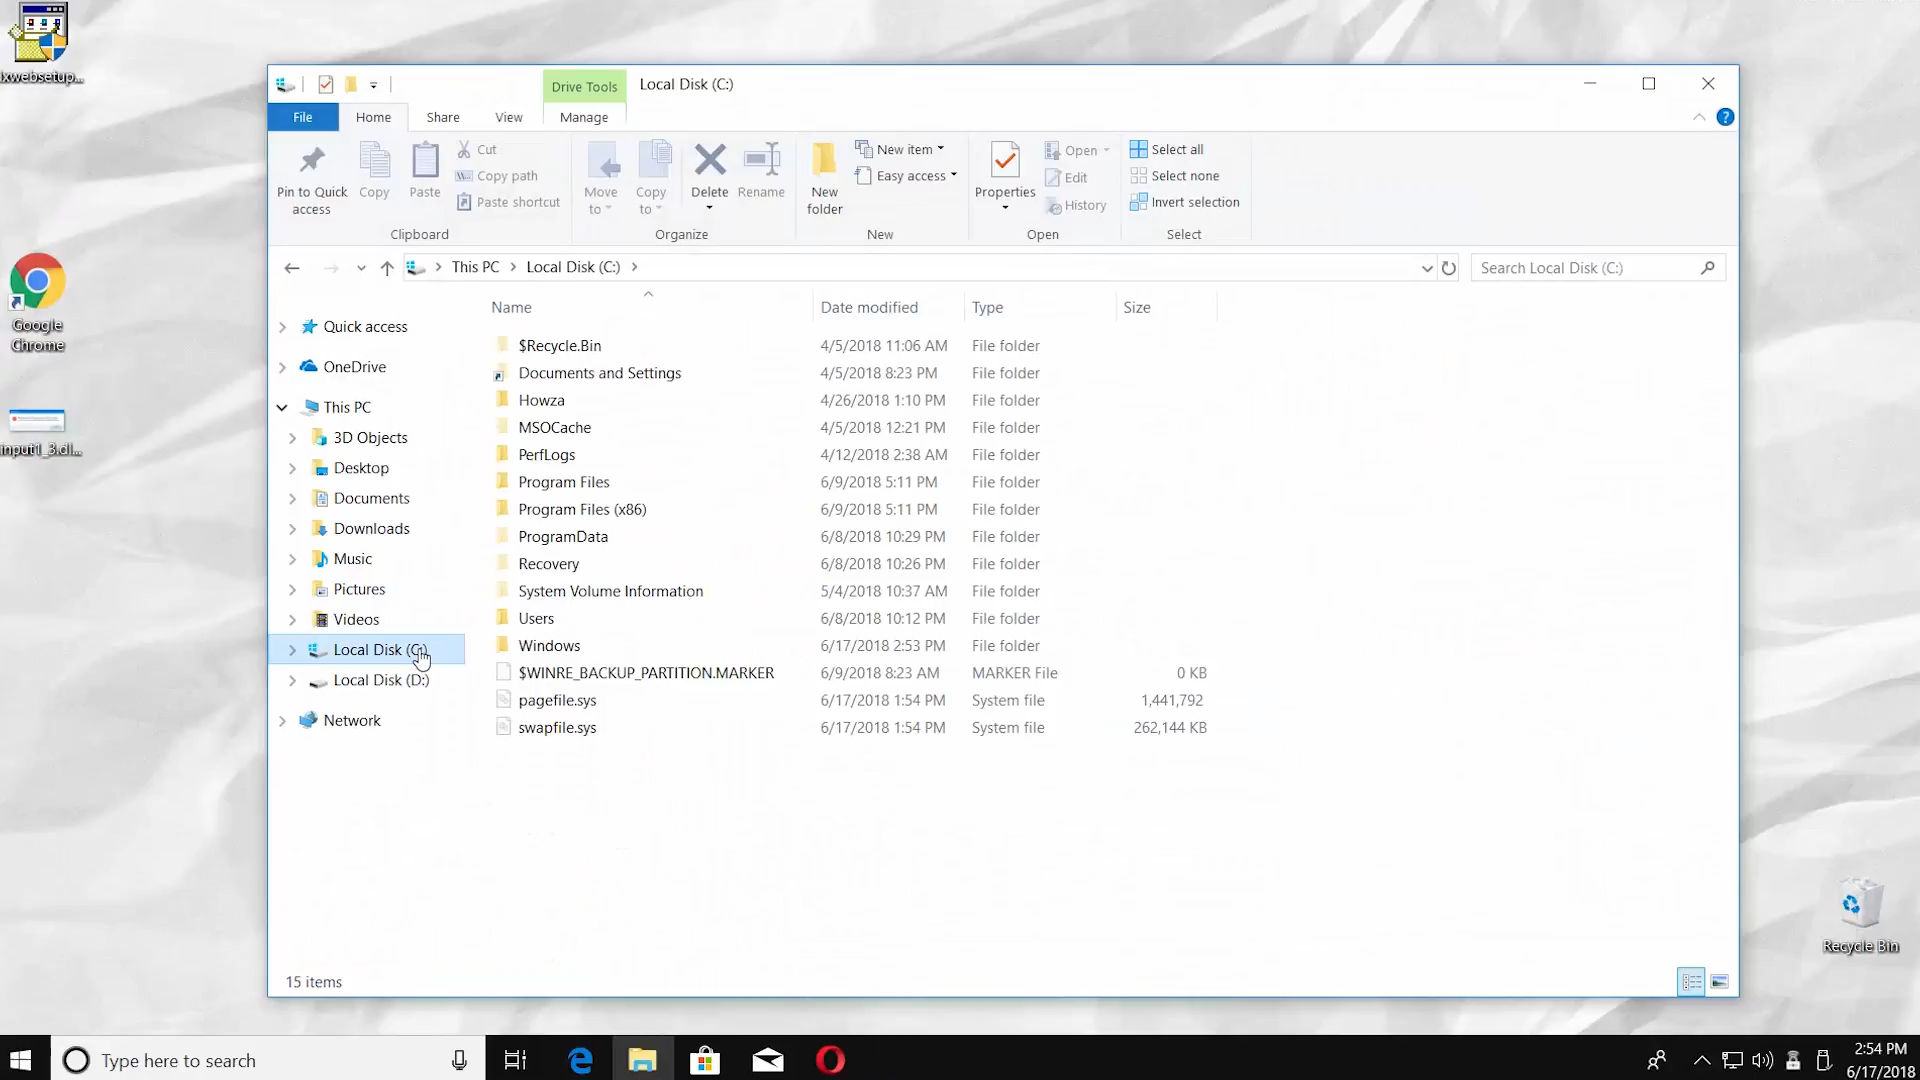 Local Disk (C:)
Drive Tools
File Home Share View Manage
Pin to Quick access
Copy
Paste
Cut
Copy path
Paste shortcut
Clipboard
Move to
Copy to
Delete
Rename
Organize
New folder
New item
Easy access
New
Properties
Open
Edit
History
Open
Select all
Select none
Invert selection
Select
This PC Local Disk (C:)
Search Local Disk (C:)
Name Date modified Type Size
Quick access
OneDrive
This PC
3D Objects
Desktop
Documents
Downloads
Music
Pictures
Videos
Local Disk (C:)
Local Disk (D:)
Network
$Recycle.Bin 4/5/2018 11:06 AM File folder
Documents and Settings 4/5/2018 8:23 PM File folder
Howza 4/26/2018 1:10 PM File folder
MSOCache 4/5/2018 12:21 PM File folder
PerfLogs 4/12/2018 2:38 AM File folder
Program Files 6/9/2018 5:11 PM File folder
Program Files (x86) 6/9/2018 5:11 PM File folder
ProgramData 6/8/2018 10:29 PM File folder
Recovery 6/8/2018 10:26 PM File folder
System Volume Information 5/4/2018 10:37 AM File folder
Users 6/8/2018 10:12 PM File folder
Windows 6/17/2018 2:53 PM File folder
$WINRE_BACKUP_PARTITION.MARKER 6/9/2018 8:23 AM MARKER File 0 KB
pagefile.sys 6/17/2018 1:54 PM System file 1,441,792
swapfile.sys 6/17/2018 1:54 PM System file 262,144 KB
15 items
ixwebsetup...
Google
Chrome
input1_3.dll...
Recycle Bin
Type here to search
2:54 PM
6/17/2018